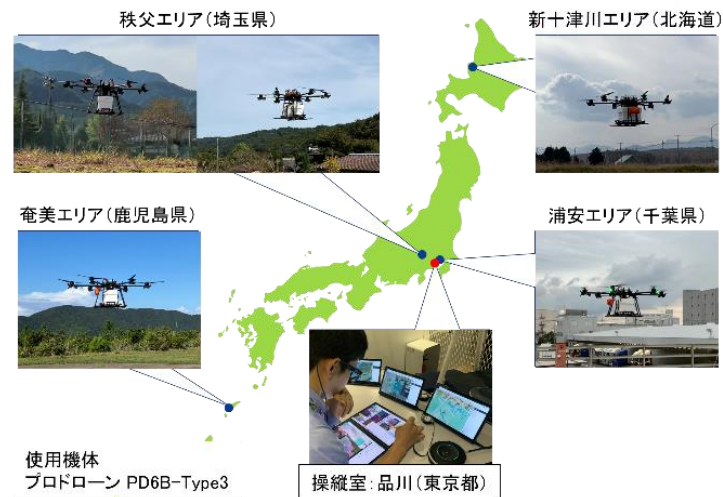 秩父エリア（埼玉県）
新十津川エリア（北海道）
奄美エリア（鹿児島県）
浦安エリア（千葉県）
使用機体
プロドローン PD6B-Type3
操縦室：品川（東京都）